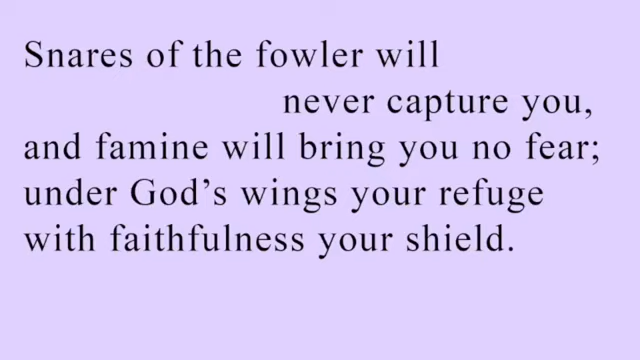 Snares of the fowler will
never capture you,
and famine will bring you no fear;
under God’s wings your refuge
with faithfulness your shield.